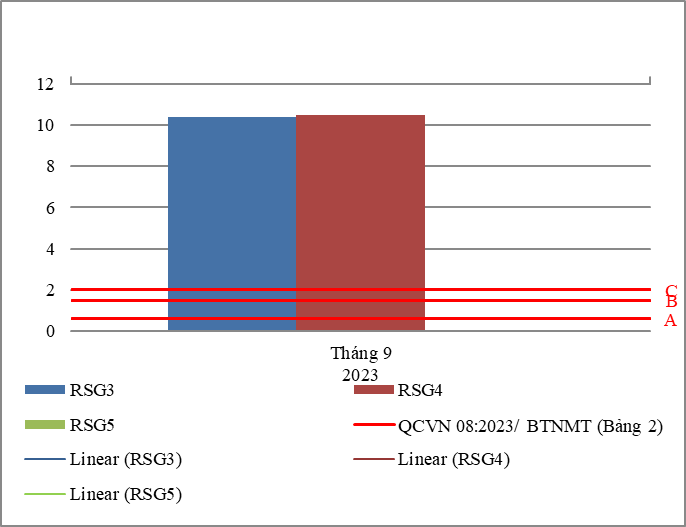 12
10
8
6
4
2
0
C
B
A
Tháng 9
2023
RSG3
RSG4
RSG5
QCVN 08:2023/ BTNMT (Bảng 2)
Linear (RSG3)
Linear (RSG4)
Linear (RSG5)